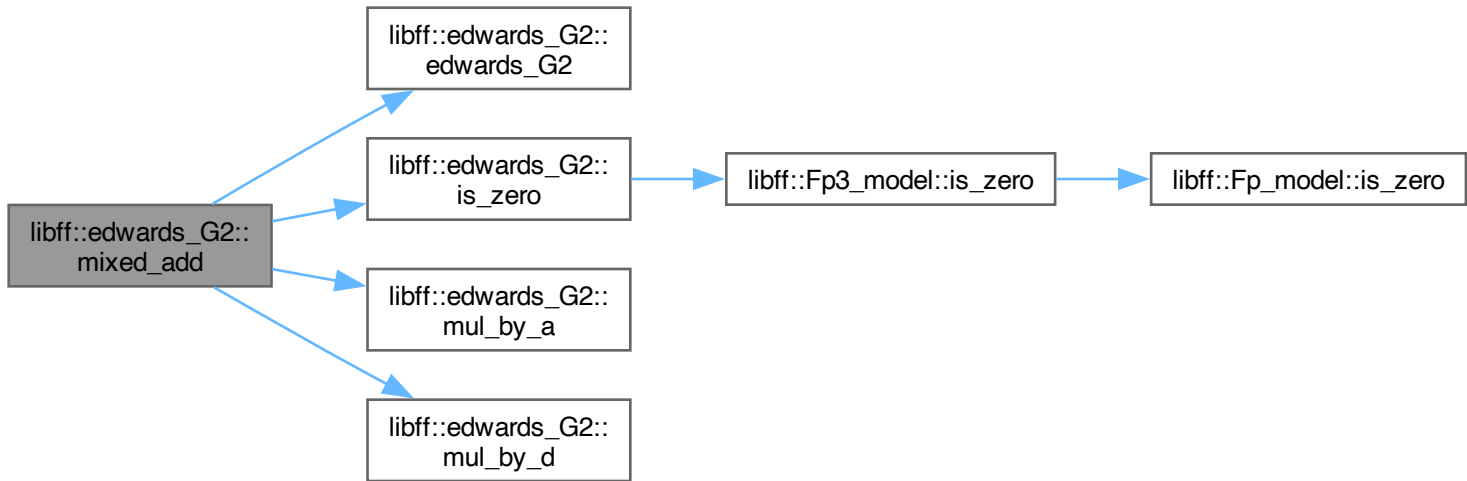 libff::edwards_G2::
mixed_add
libff::edwards_G2::
edwards_G2
libff::edwards_G2::
is_zero
libff::Fp3_model::is_zero
libff::Fp_model::is_zero
libff::edwards_G2::
mul_by_a
libff::edwards_G2::
mul_by_d